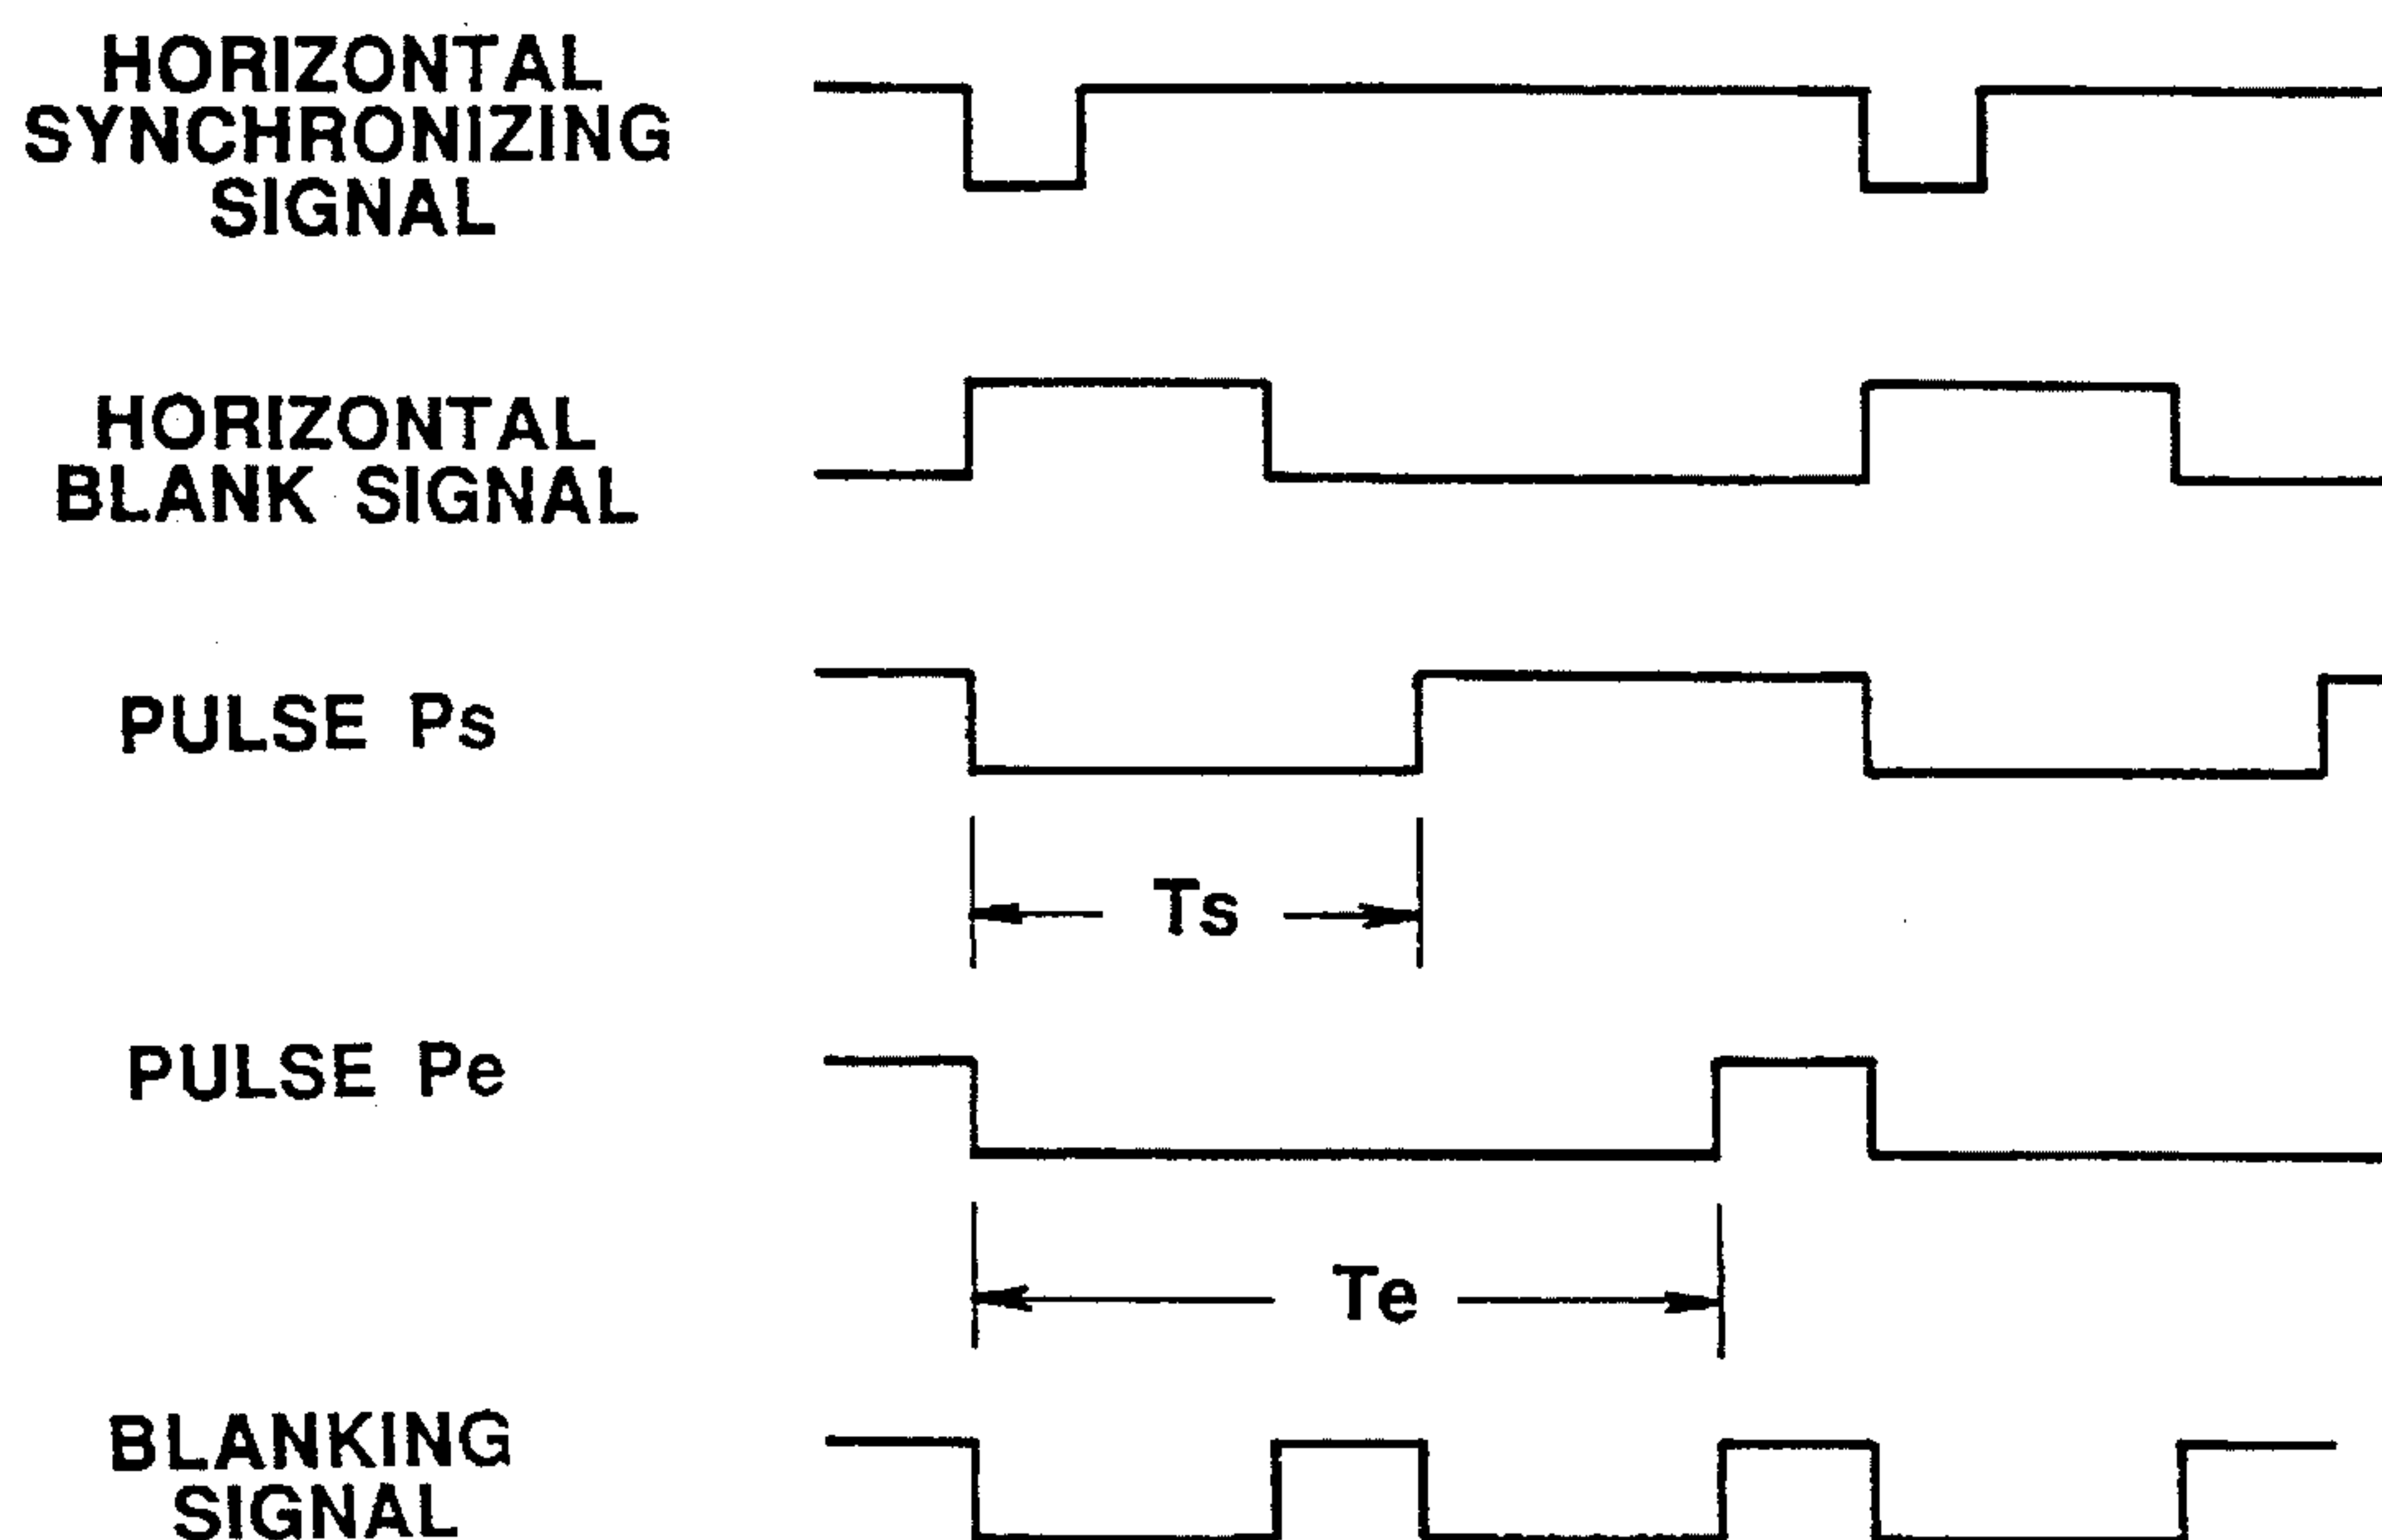 HORIZONTAL
SYNCHRONIZING
SIGNAL
HORIZONTAL
BLANK SIGNAL
PULSE Ps
Ts
PULSE Pe
Te
BLANKING
SIGNAL